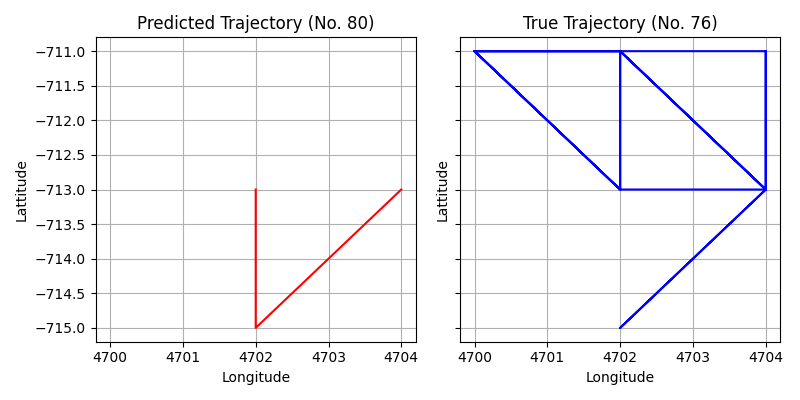 Predicted Trajectory (No. 80)
True Trajectory (No. 76)
−711.0
−711.5
−712.0
−712.5
−713.0
−713.5
−714.0
−714.5
−715.0
Lattitude
Lattitude
4700 4701 4702 4703 4704
4700 4701 4702 4703 4704
Longitude
Longitude